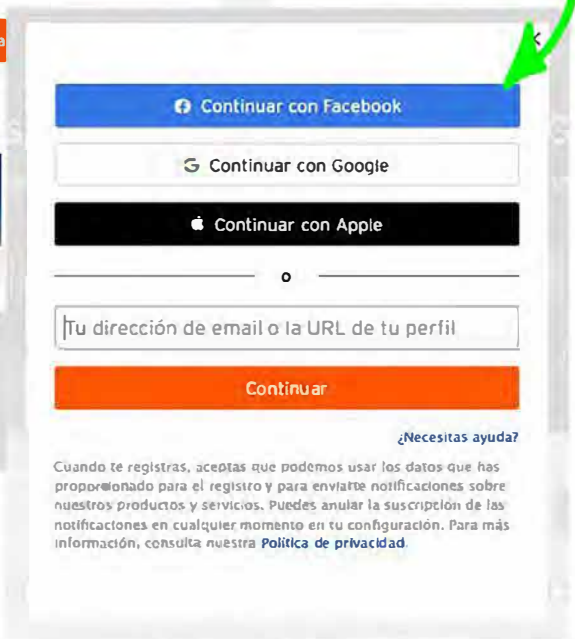 Continuar con Facebook
Continuar con Google
Continuar con Apple
o
Tu dirección de email o la URL de tu perfil
Continuar
¿Necesitas ayuda?
Cuando te registras, aceptas que podemos usar los datos que has
proporcionado para el registro y para enviarte notificaciones sobre
nuestros productos y servicios. Puedes anular la suscripción de las
notificaciones en cualquier momento en tu configuración. Para más
información, consulta nuestra Política de privacidad.